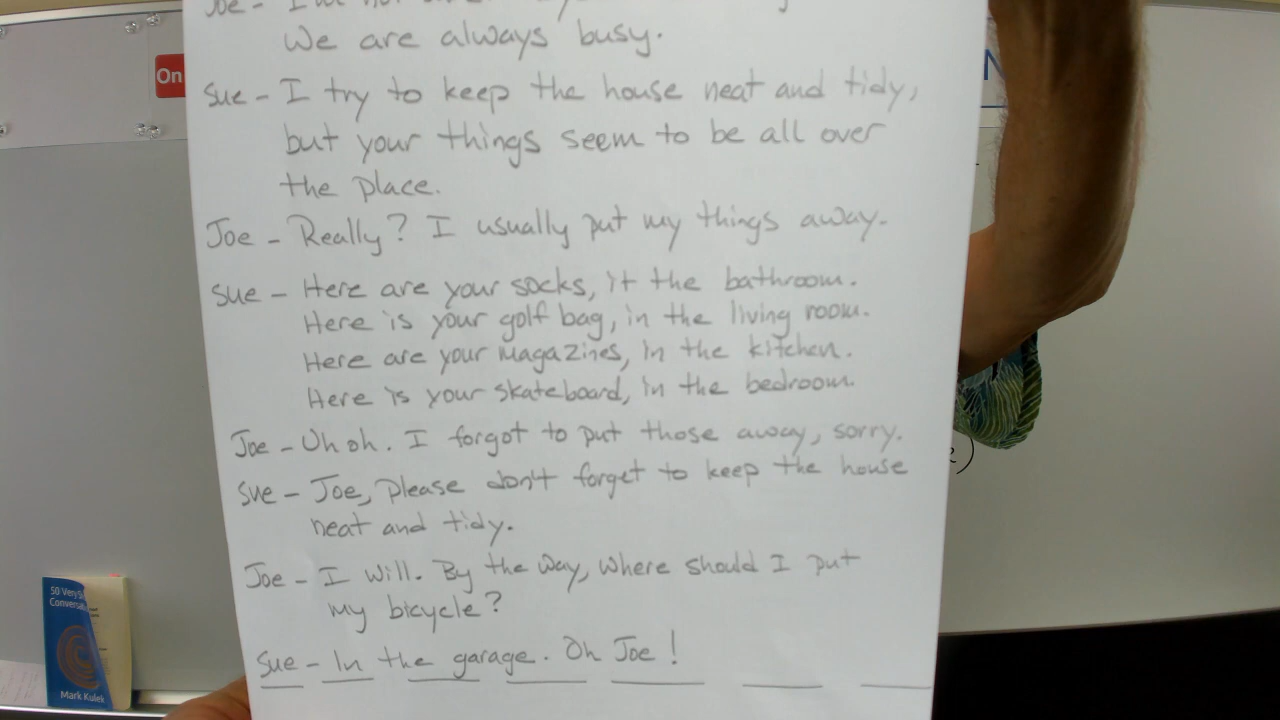 Joe -
We are always busy.
Sue - I try to keep the house neat and tidy,
but your things seem to be all over
the place.
Joe - Really? I usually put my things away.
Sue - Here are your socks, it the bathroom.
Here is your golf bag, in the living room.
Here are your magazines, in the kitchen.
Here is your skateboard, in the bedroom.
Joe - Uh oh. I forgot to put those away, sorry.
Sue - Joe, please don't forget to keep the house
neat and tidy.
Joe - I will. By the way, where should I put
my bicycle?
Sue - In the garage. Oh Joe!
On
N
50 Very
Mark Kulek